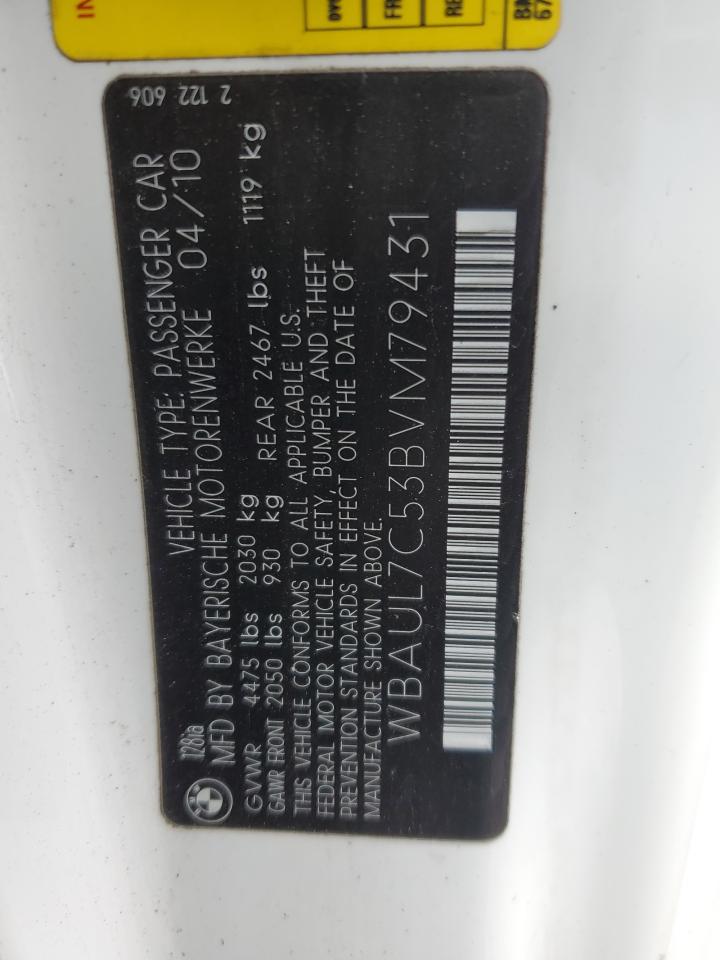 128ia
VEHICLE TYPE: PASSENGER CAR
2 122 606
MFD BY BAYERISCHE MOTORENWERKE 04/10
GVWR 4475 lbs 2030 kg
GAWR FRONT 2050 lbs 930 kg REAR 2467 lbs 1119 kg
THIS VEHICLE CONFORMS TO ALL APPLICABLE U.S.
FEDERAL MOTOR VEHICLE SAFETY, BUMPER AND THEFT
PREVENTION STANDARDS IN EFFECT ON THE DATE OF
MANUFACTURE SHOWN ABOVE.
WBAUL7C53BVM79431